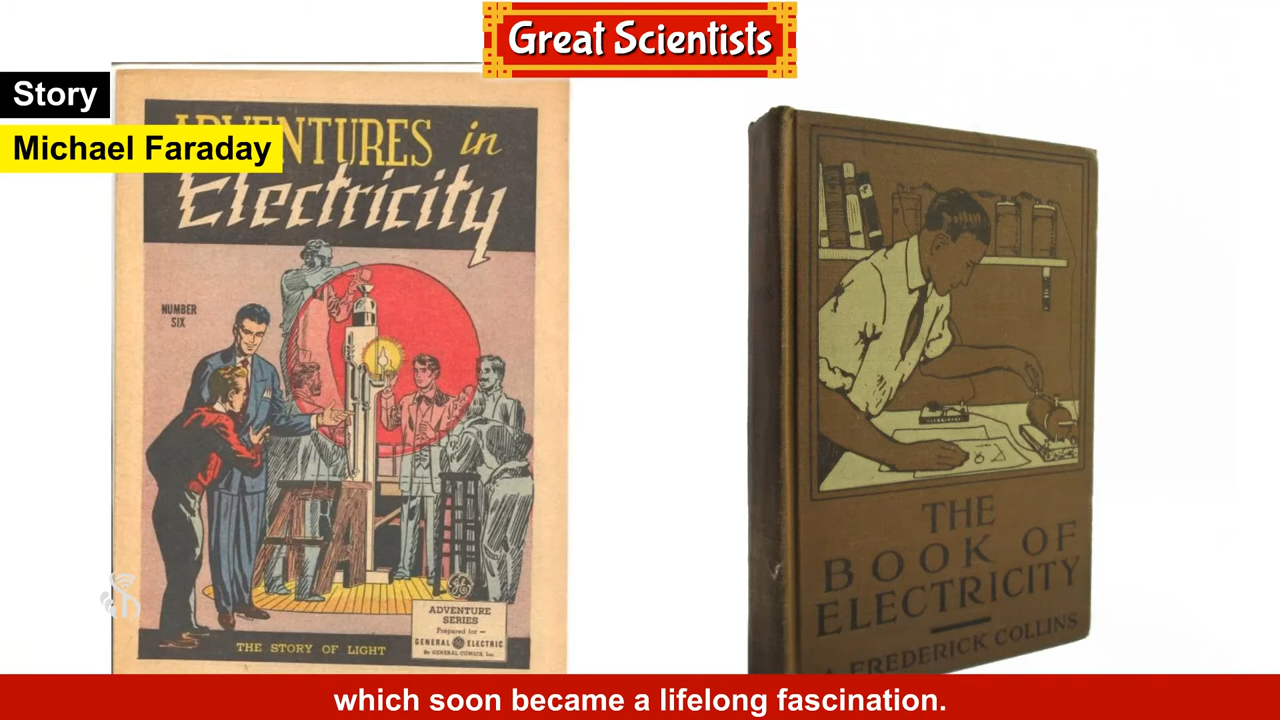 Great Scientists
Story
Michael Faraday
ADVENTURES in
Electricity
NUMBER
SIX
ADVENTURE
SERIES
Prepared for —
GENERAL GE ELECTRIC
By GENERAL COMICS, Inc.
THE STORY OF LIGHT
THE
BOOK OF
ELECTRICITY
A. FREDERICK COLLINS
which soon became a lifelong fascination.